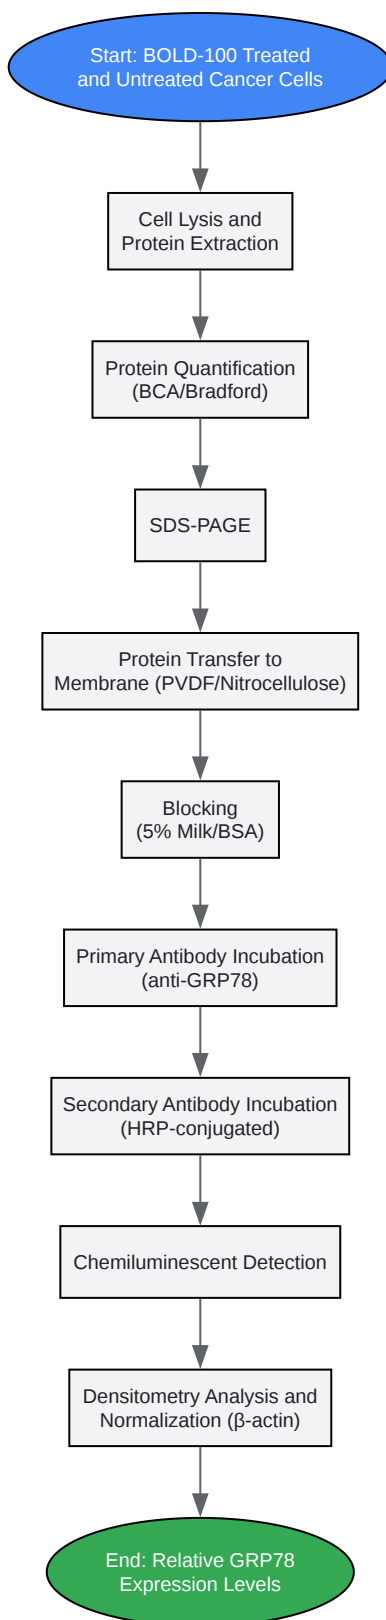 Start: BOLD-100 Treated
and Untreated Cancer Cells
Cell Lysis and
Protein Extraction
Protein Quantification
(BCA/Bradford)
SDS-PAGE
Protein Transfer to
Membrane (PVDF/Nitrocellulose)
Blocking
(5% Milk/BSA)
Primary Antibody Incubation
(anti-GRP78)
Secondary Antibody Incubation
(HRP-conjugated)
Chemiluminescent Detection
Densitometry Analysis and
Normalization (β-actin)
End: Relative GRP78
Expression Levels